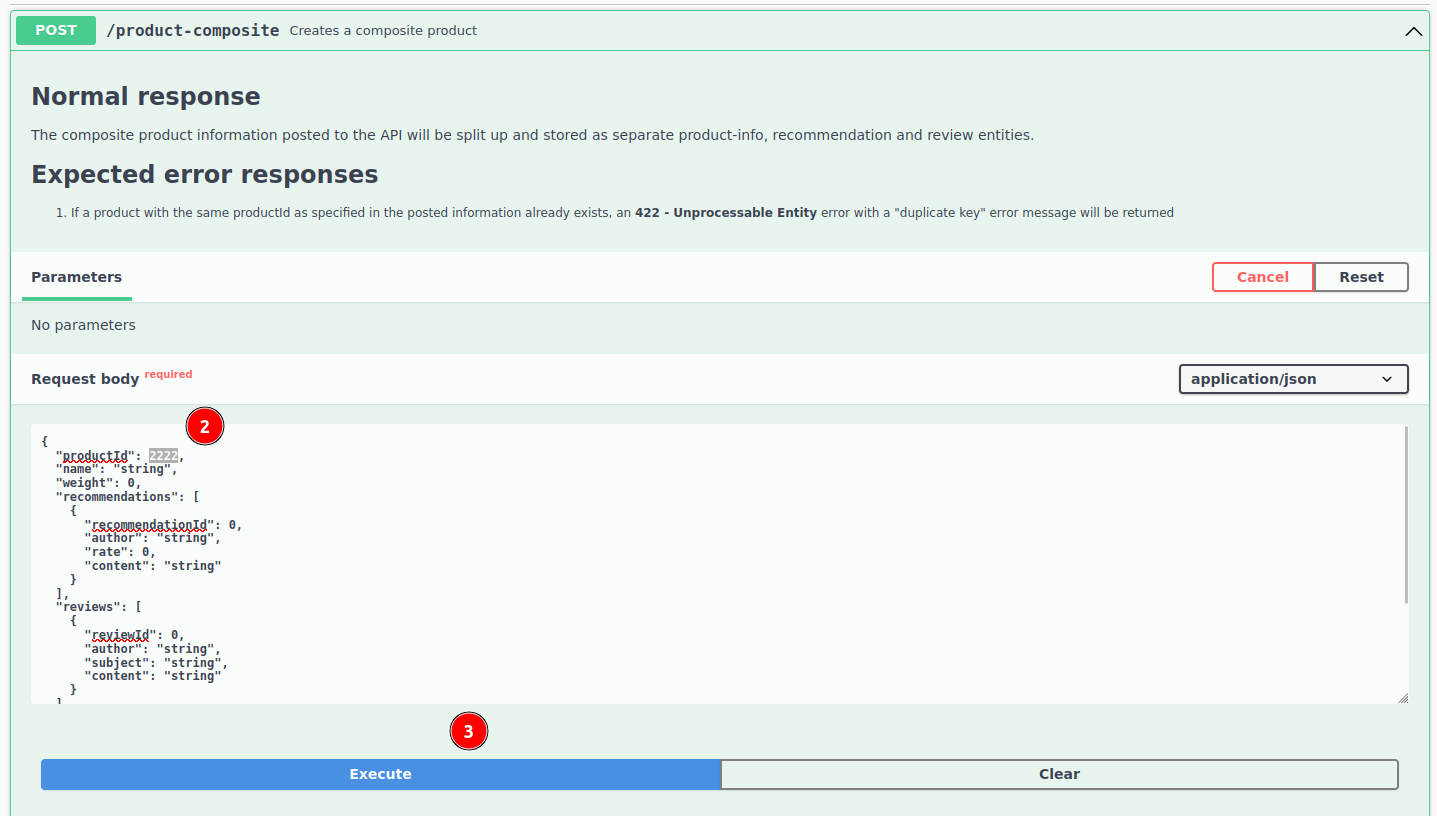 POST /product-composite Creates a composite product
Normal response
The composite product information posted to the API will be split up and stored as separate product-info, recommendation and review entities.
Expected error responses
1. If a product with the same productId as specified in the posted information already exists, an 422 - Unprocessable Entity error with a "duplicate key" error message will be returned
Parameters
Cancel
Reset
No parameters
Request body required
application/json
2
{
  "productId": 2222,
  "name": "string",
  "weight": 0,
  "recommendations": [
    {
      "recommendationId": 0,
      "author": "string",
      "rate": 0,
      "content": "string"
    }
  ],
  "reviews": [
    {
      "reviewId": 0,
      "author": "string",
      "subject": "string",
      "content": "string"
    }
  ]
3
Execute
Clear